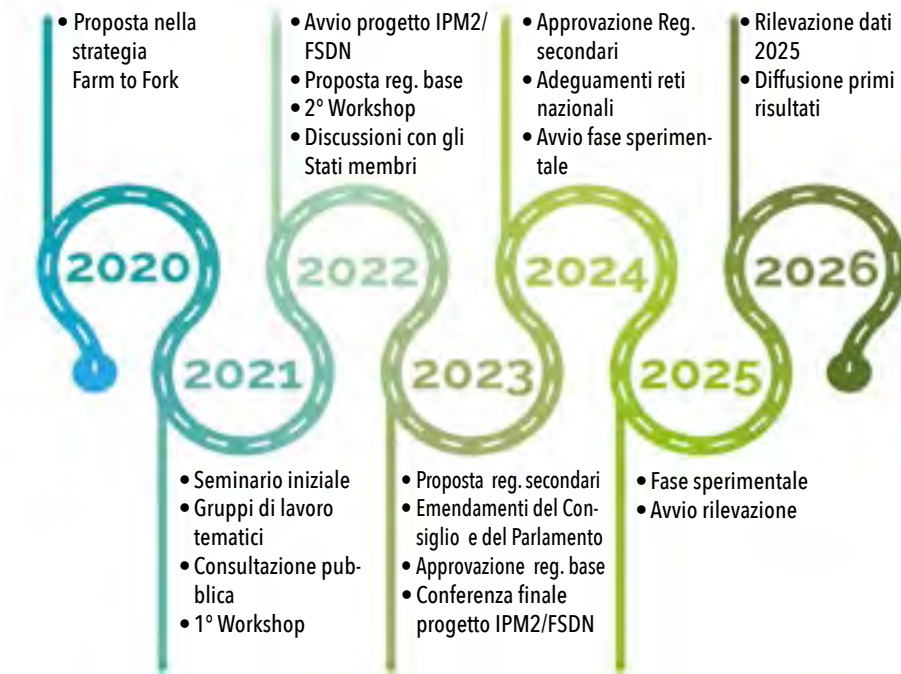 • Proposta nella
strategia
Farm to Fork
2020
2021
• Seminario iniziale
• Gruppi di lavoro
tematici
• Consultazione pub-
blica
• 1° Workshop
• Avvio progetto IPM2/
FSDN
• Proposta reg. base
• 2° Workshop
• Discussioni con gli
Stati membri
2022
2023
• Proposta reg. secondari
• Emendamenti del Con-
siglio e del Parlamento
• Approvazione reg. base
• Conferenza finale
progetto IPM2/FSDN
• Approvazione Reg.
secondari
• Adeguamenti reti
nazionali
• Avvio fase sperimen-
tale
2024
2025
• Fase sperimentale
• Avvio rilevazione
• Rilevazione dati
2025
• Diffusione primi
risultati
2026